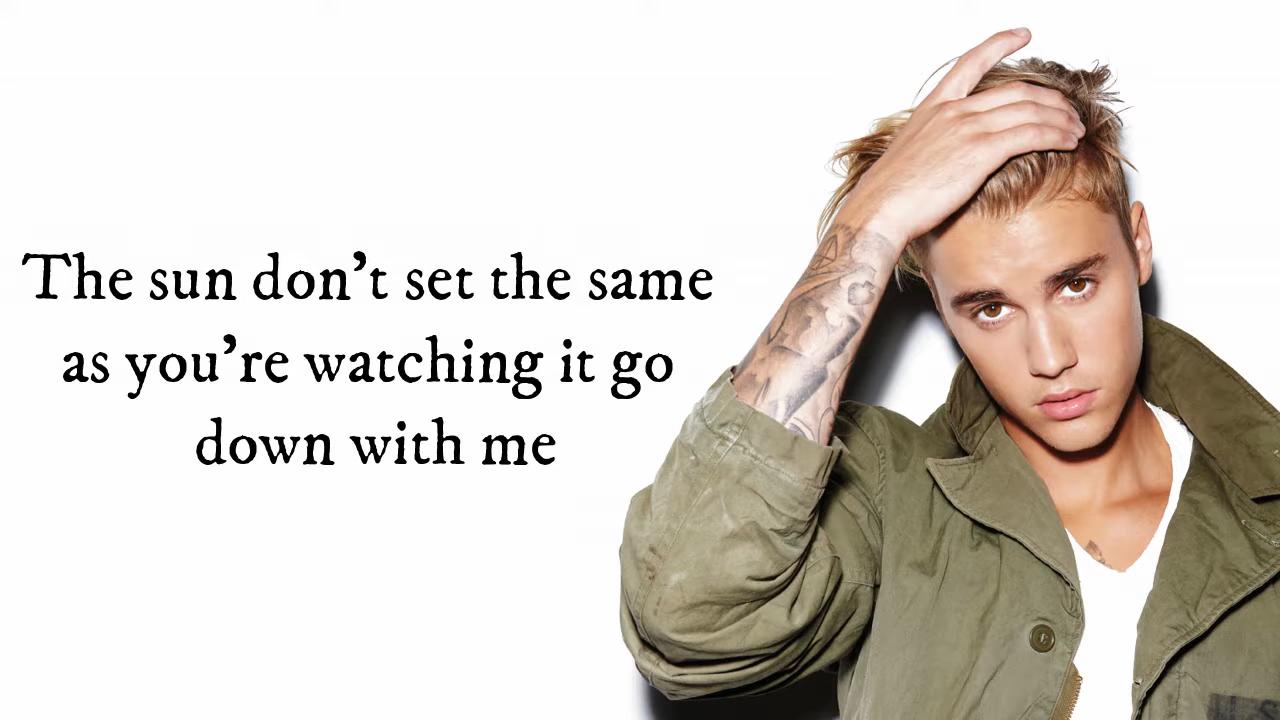 The sun don’t set the same
as you’re watching it go
down with me